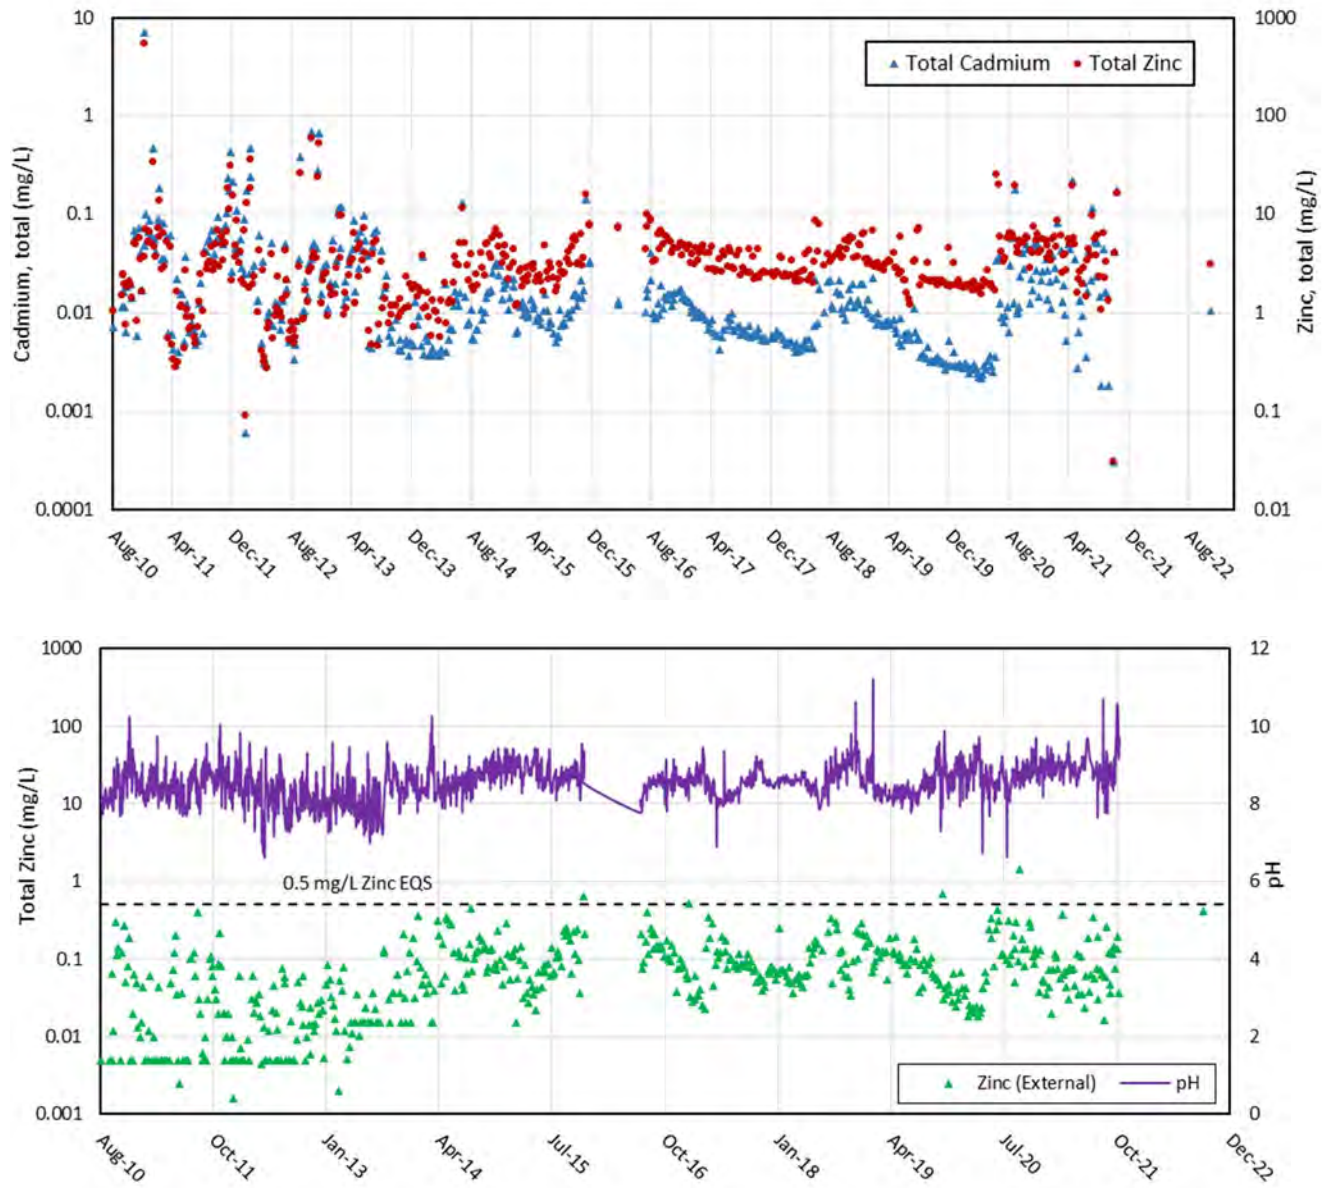 10
1
0.1
0.01
0.001
0.0001
Cadmium, total (mg/L)
Total Cadmium
Total Zinc
1000
100
10
1
0.1
0.01
Zinc, total (mg/L)
Aug-10
Apr-11
Dec-11
Aug-12
Apr-13
Dec-13
Aug-14
Apr-15
Dec-15
Aug-16
Apr-17
Dec-17
Aug-18
Apr-19
Dec-19
Aug-20
Apr-21
Dec-21
Aug-22
1000
100
10
1
0.1
0.01
0.001
Total Zinc (mg/L)
0.5 mg/L Zinc EQS
Zinc (External)
pH
12
10
8
6
4
2
0
pH
Aug-10
Oct-11
Jan-13
Apr-14
Jul-15
Oct-16
Jan-18
Apr-19
Jul-20
Oct-21
Dec-22